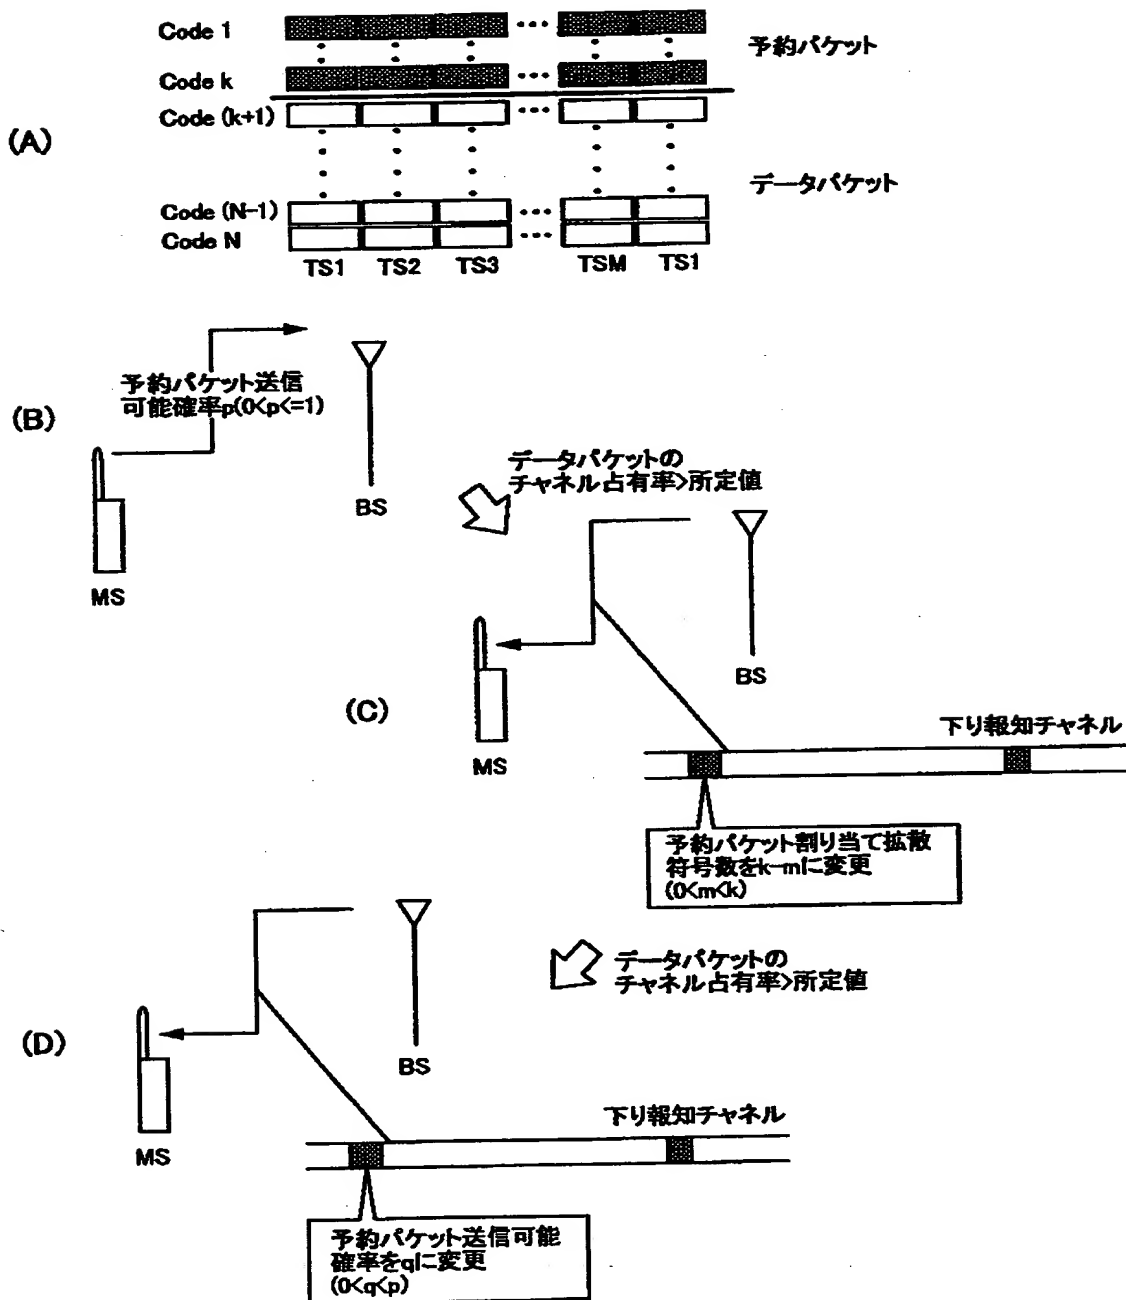 (A)
Code 1
予約パケット
Code k
Code (k+1)
データパケット
Code (N-1)
Code N
TS1 TS2 TS3 TSM TS1
(B)
予約パケット送信
可能確率p(0<p<=1)
MS
BS
データパケットの
チャネル占有率>所定値
(C)
MS
BS
下り報知チャネル
予約パケット割り当て拡散
符号数をk-mに変更
(0<m<k)
データパケットの
チャネル占有率>所定値
(D)
MS
BS
下り報知チャネル
予約パケット送信可能
確率をqに変更
(0<q<p)